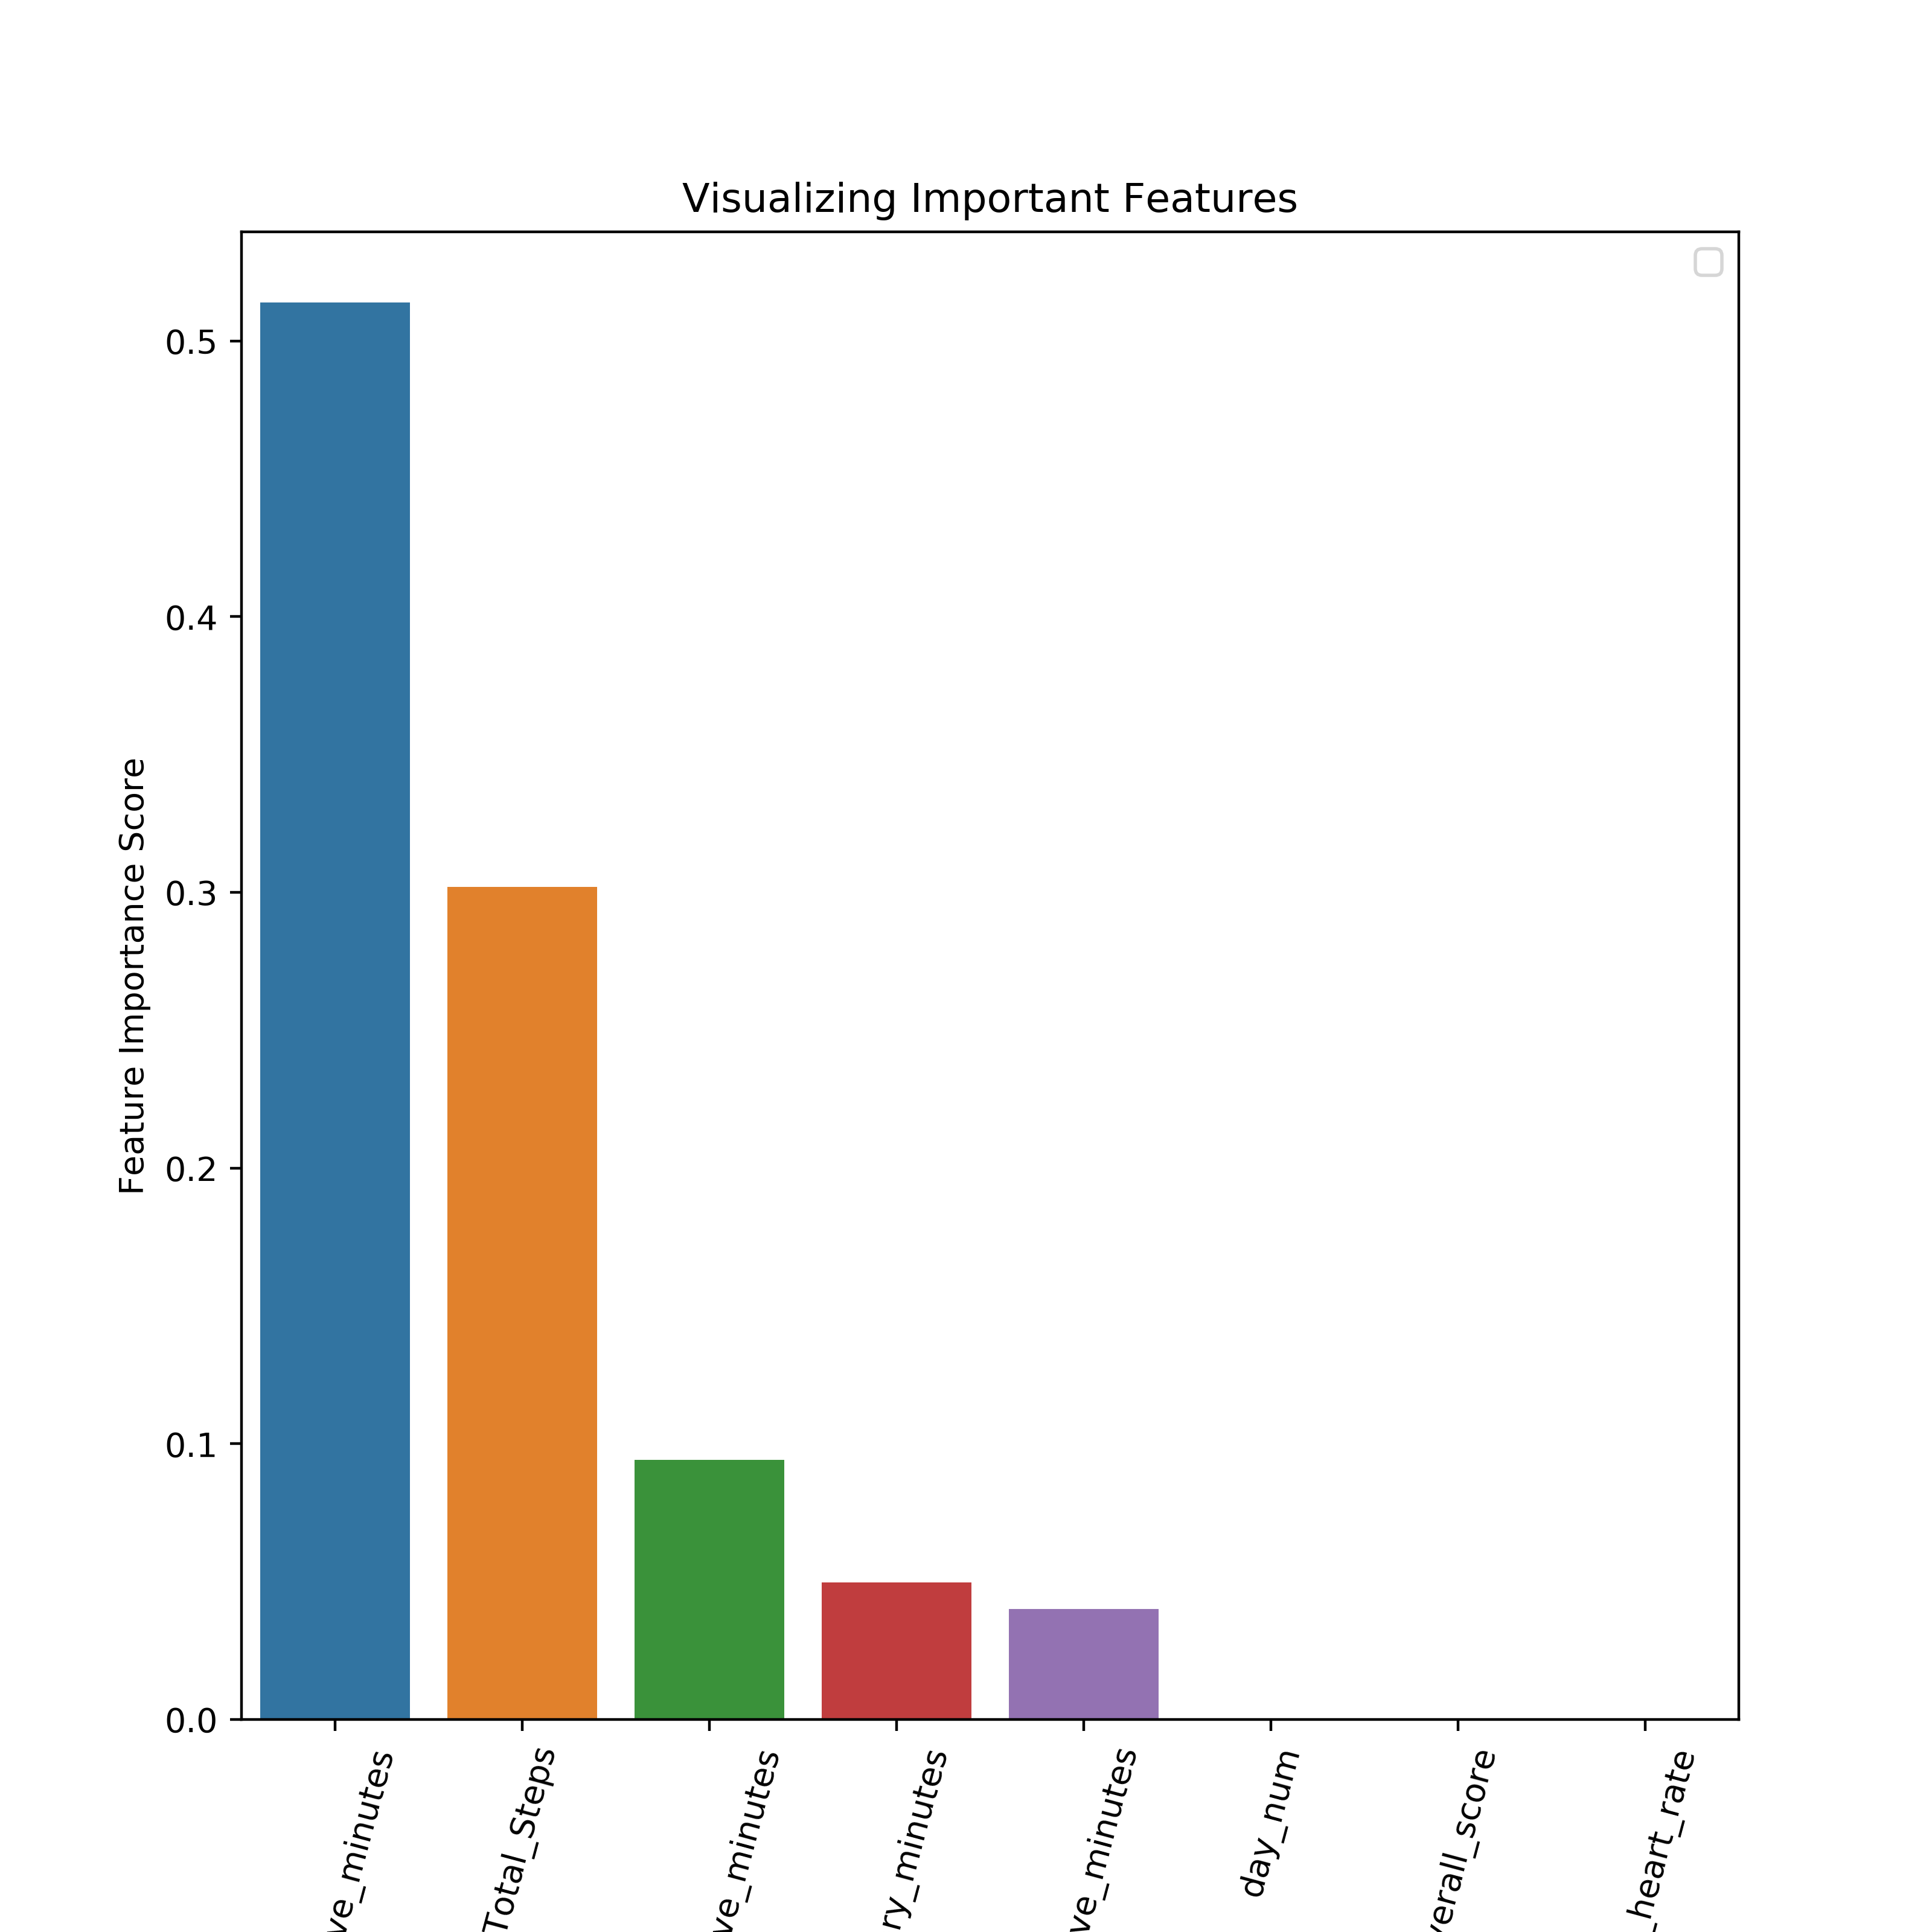 Visualizing Important Features
Feature Importance Score
0.5
0.4
0.3
0.2
0.1
0.0
ve_minutes
Total_Steps
ve_minutes
ry_minutes
ve_minutes
day_num
verall_score
_heart_rate